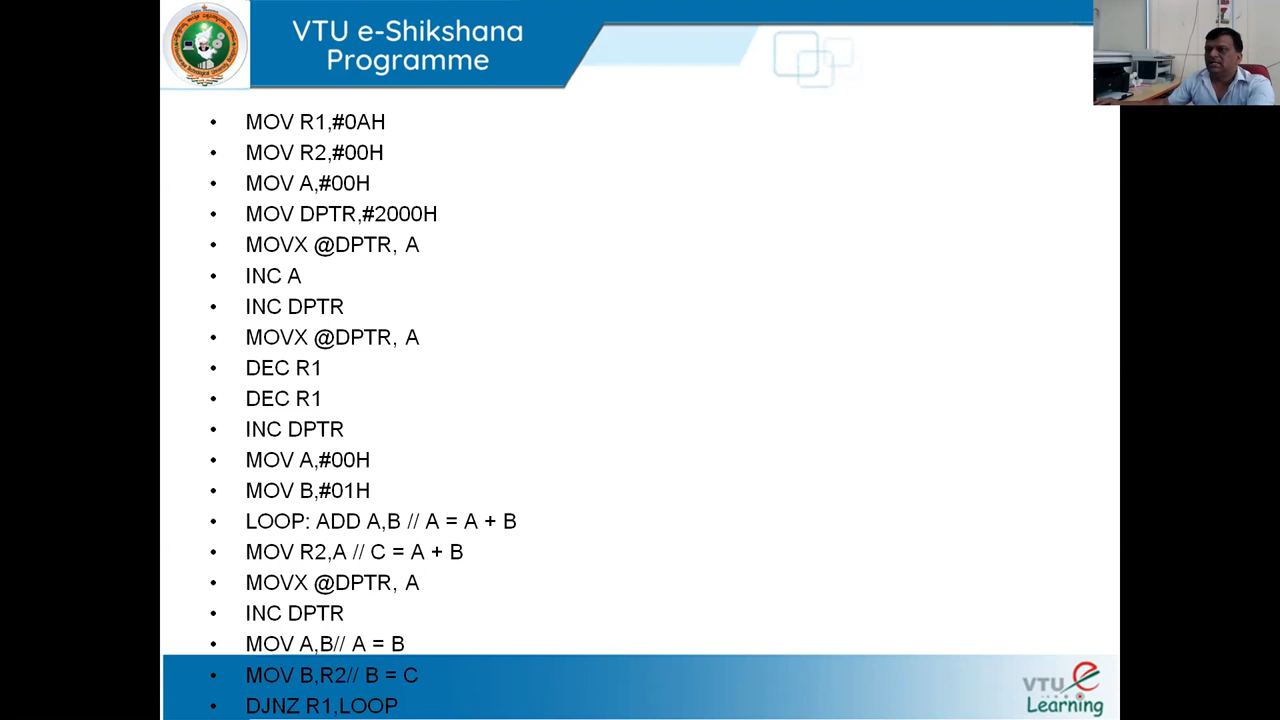 VTU e-Shikshana
Programme
• MOV R1,#0AH
• MOV R2,#00H
• MOV A,#00H
• MOV DPTR,#2000H
• MOVX @DPTR, A
• INC A
• INC DPTR
• MOVX @DPTR, A
• DEC R1
• DEC R1
• INC DPTR
• MOV A,#00H
• MOV B,#01H
• LOOP: ADD A,B // A = A + B
• MOV R2,A // C = A + B
• MOVX @DPTR, A
• INC DPTR
• MOV A,B// A = B
• MOV B,R2// B = C
• DJNZ R1,LOOP
VTU e
Learning